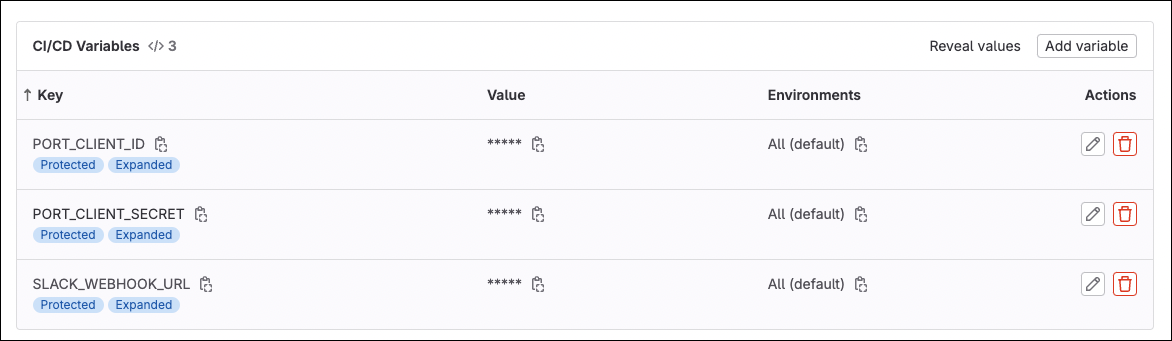 CI/CD Variables </> 3 Reveal values Add variable
↑ Key Value Environments Actions
PORT_CLIENT_ID ***** All (default)
Protected Expanded
PORT_CLIENT_SECRET ***** All (default)
Protected Expanded
SLACK_WEBHOOK_URL ***** All (default)
Protected Expanded